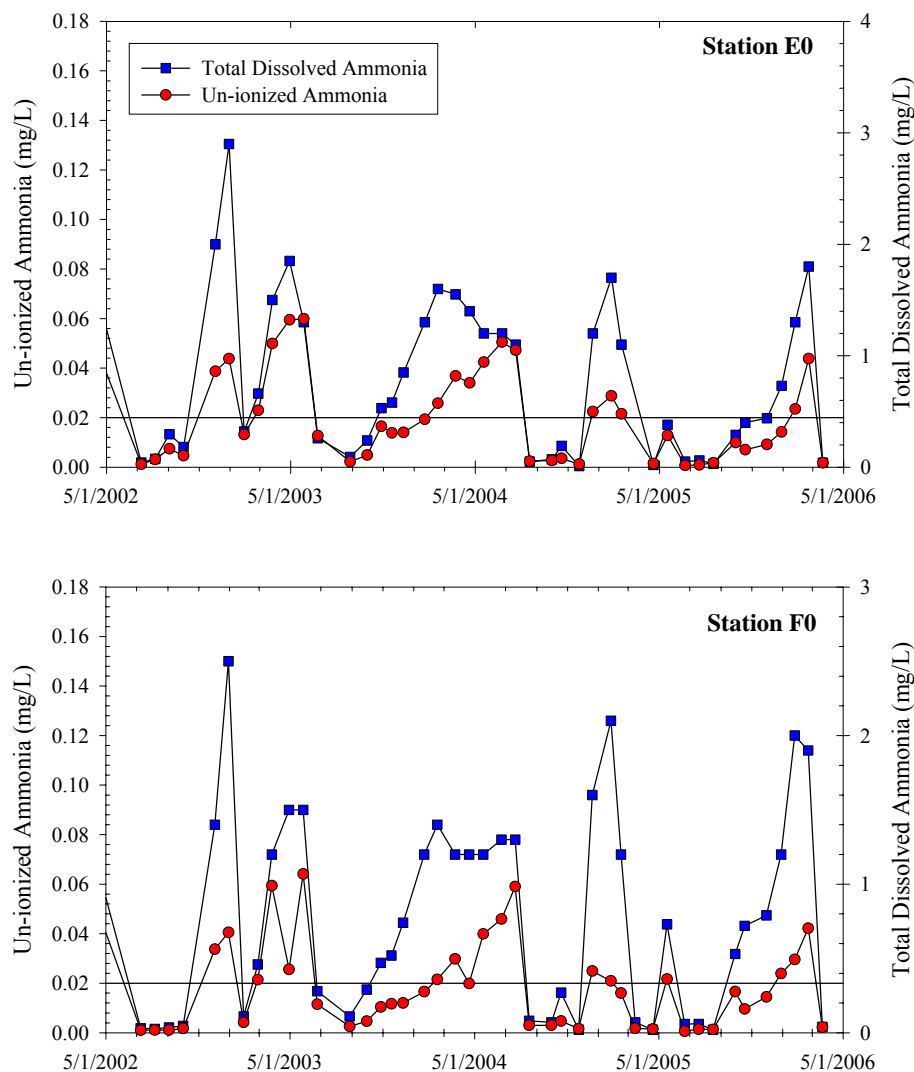 Station E0
Total Dissolved Ammonia
Un-ionized Ammonia
Un-ionized Ammonia (mg/L)
0.18
0.16
0.14
0.12
0.10
0.08
0.06
0.04
0.02
0.00
Total Dissolved Ammonia (mg/L)
4
3
2
1
0
5/1/2002 5/1/2003 5/1/2004 5/1/2005 5/1/2006
Station F0
Un-ionized Ammonia (mg/L)
0.18
0.16
0.14
0.12
0.10
0.08
0.06
0.04
0.02
0.00
Total Dissolved Ammonia (mg/L)
3
2
1
0
5/1/2002 5/1/2003 5/1/2004 5/1/2005 5/1/2006